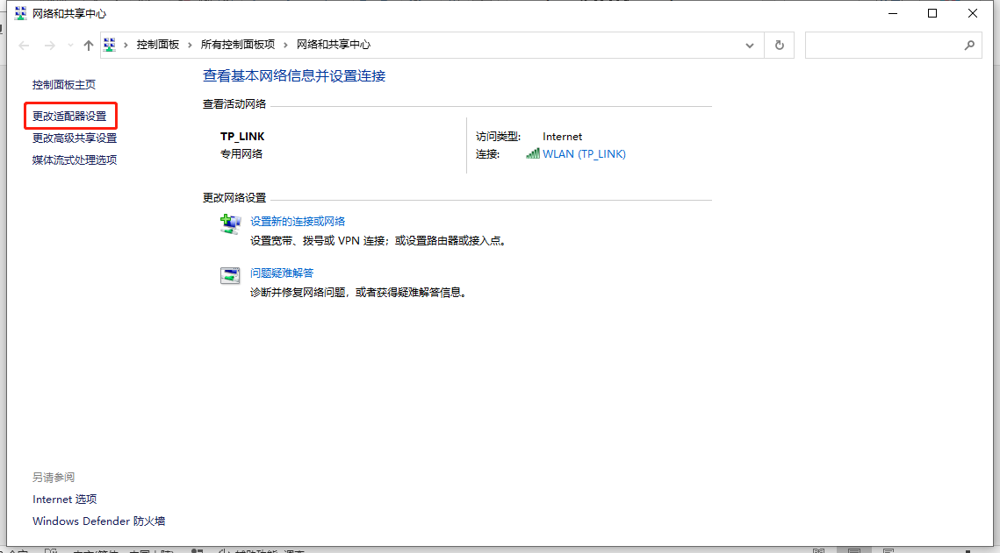 网络和共享中心
控制面板 › 所有控制面板项 › 网络和共享中心
控制面板主页
更改适配器设置
更改高级共享设置
媒体流式处理选项
查看基本网络信息并设置连接
查看活动网络
TP_LINK
专用网络
访问类型: Internet
连接: WLAN (TP_LINK)
更改网络设置
设置新的连接或网络
设置宽带、拨号或 VPN 连接；或设置路由器或接入点。
问题疑难解答
诊断并修复网络问题，或者获得疑难解答信息。
另请参阅
Internet 选项
Windows Defender 防火墙